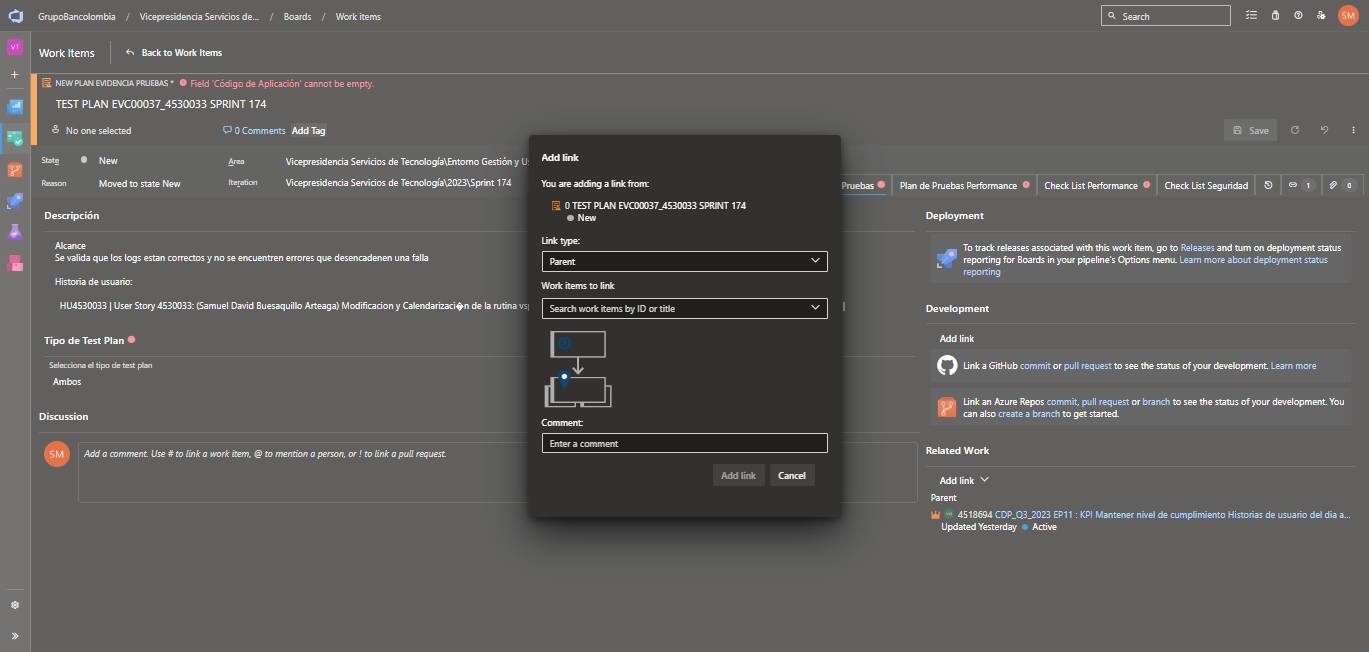 GrupoBancolombia / Vicepresidencia Servicios de... / Boards / Work items
Search
SM
VT
Work Items
Back to Work Items
NEW PLAN EVIDENCIA PRUEBAS * Field 'Código de Aplicación' cannot be empty.
TEST PLAN EVC00037_4530033 SPRINT 174
No one selected
0 Comments
Add Tag
Save
State
New
Area
Vicepresidencia Servicios de Tecnología\Entorno Gestión y Us
Reason
Moved to state New
Iteration
Vicepresidencia Servicios de Tecnología\2023\Sprint 174
Pruebas
Plan de Pruebas Performance
Check List Performance
Check List Seguridad
1
0
Descripción
Alcance
Se valida que los logs estan correctos y no se encuentren errores que desencadenen una falla
Historia de usuario:
HU4530033 | User Story 4530033: (Samuel David Buesaquillo Arteaga) Modificacion y Calendarizaci�n de la rutina vsp
Tipo de Test Plan
Selecciona el tipo de test plan
Ambos
Discussion
SM
Add a comment. Use # to link a work item, @ to mention a person, or ! to link a pull request.
Add link
You are adding a link from:
0 TEST PLAN EVC00037_4530033 SPRINT 174
New
Link type:
Parent
Work items to link
Search work items by ID or title
Comment:
Enter a comment
Add link
Cancel
Deployment
To track releases associated with this work item, go to Releases and turn on deployment status
reporting for Boards in your pipeline's Options menu. Learn more about deployment status
reporting
Development
Add link
Link a GitHub commit or pull request to see the status of your development. Learn more
Link an Azure Repos commit, pull request or branch to see the status of your development. You
can also create a branch to get started.
Related Work
Add link
Parent
4518694 CDP_Q3_2023 EP11 : KPI Mantener nivel de cumplimiento Historias de usuario del día a...
Updated Yesterday
Active